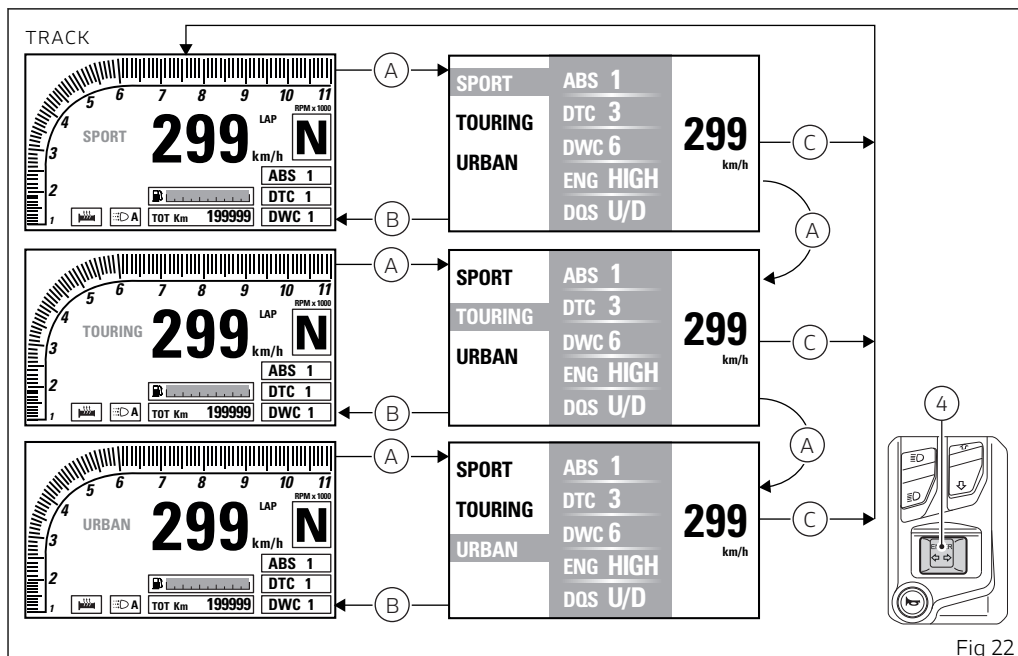 TRACK
5 6 7 8 9 10 11
RPM x 1000
4
SPORT
299
km/h
LAP
N
3
2
1
ABS 1
DTC 1
A
TOT Km 199999
DWC 1
A
B
SPORT
TOURING
URBAN
ABS 1
DTC 3
DWC 6
ENG HIGH
DQS U/D
299
km/h
C
A
5 6 7 8 9 10 11
RPM x 1000
4
TOURING
299
km/h
LAP
N
3
2
1
ABS 1
DTC 1
A
TOT Km 199999
DWC 1
A
B
SPORT
TOURING
URBAN
ABS 1
DTC 3
DWC 6
ENG HIGH
DQS U/D
299
km/h
C
A
5 6 7 8 9 10 11
RPM x 1000
4
URBAN
299
km/h
LAP
N
3
2
1
ABS 1
DTC 1
A
TOT Km 199999
DWC 1
A
B
SPORT
TOURING
URBAN
ABS 1
DTC 3
DWC 6
ENG HIGH
DQS U/D
299
km/h
C
4
Fig 22